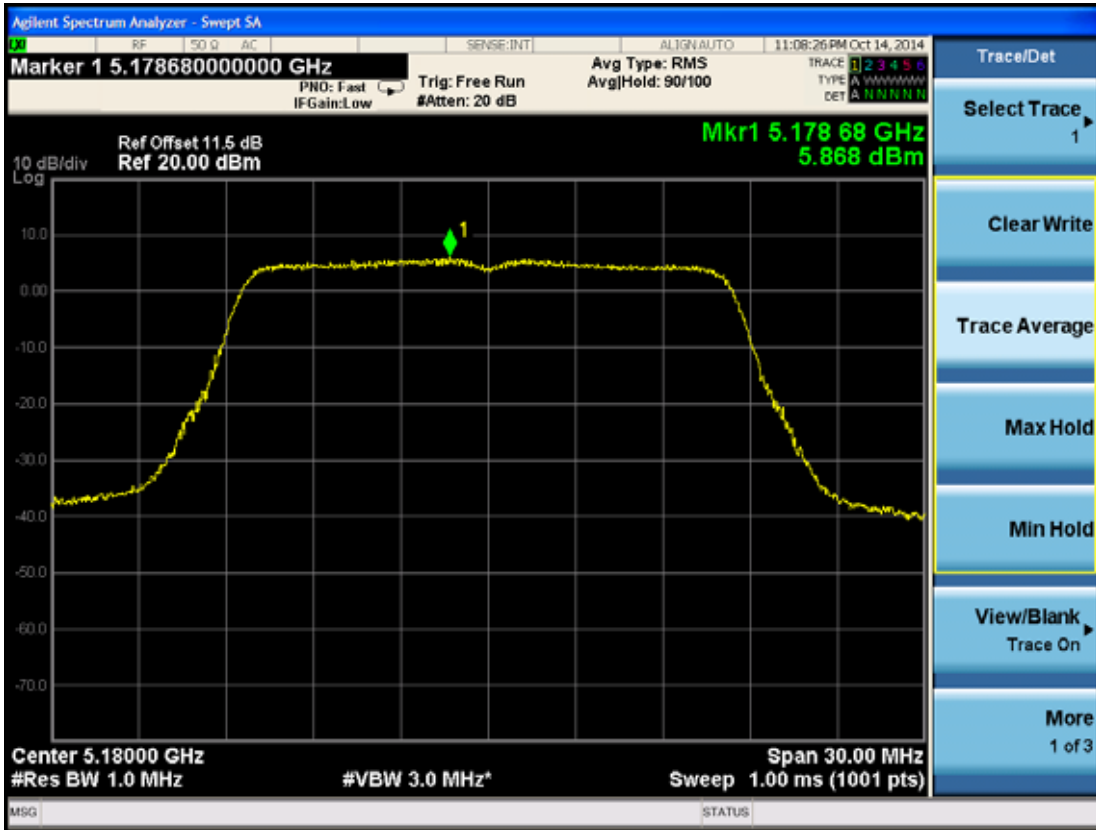 Agilent Spectrum Analyzer - Swept SA
LXI RF 50 Ω AC SENSE:INT ALIGN AUTO 11:08:26 PM Oct 14, 2014
Marker 1 5.178680000000 GHz
PNO: Fast
IFGain:Low
Trig: Free Run
#Atten: 20 dB
Avg Type: RMS
Avg|Hold: 90/100
TRACE 1 2 3 4 5 6
TYPE A WWWWW
DET A N N N N N
Ref Offset 11.5 dB
10 dB/div Ref 20.00 dBm
Log
Mkr1 5.178 68 GHz
5.868 dBm
1
10.0
0.00
-10.0
-20.0
-30.0
-40.0
-50.0
-60.0
-70.0
Center 5.18000 GHz Span 30.00 MHz
#Res BW 1.0 MHz #VBW 3.0 MHz* Sweep 1.00 ms (1001 pts)
MSG STATUS
Trace/Det
Select Trace
1
Clear Write
Trace Average
Max Hold
Min Hold
View/Blank
Trace On
More
1 of 3